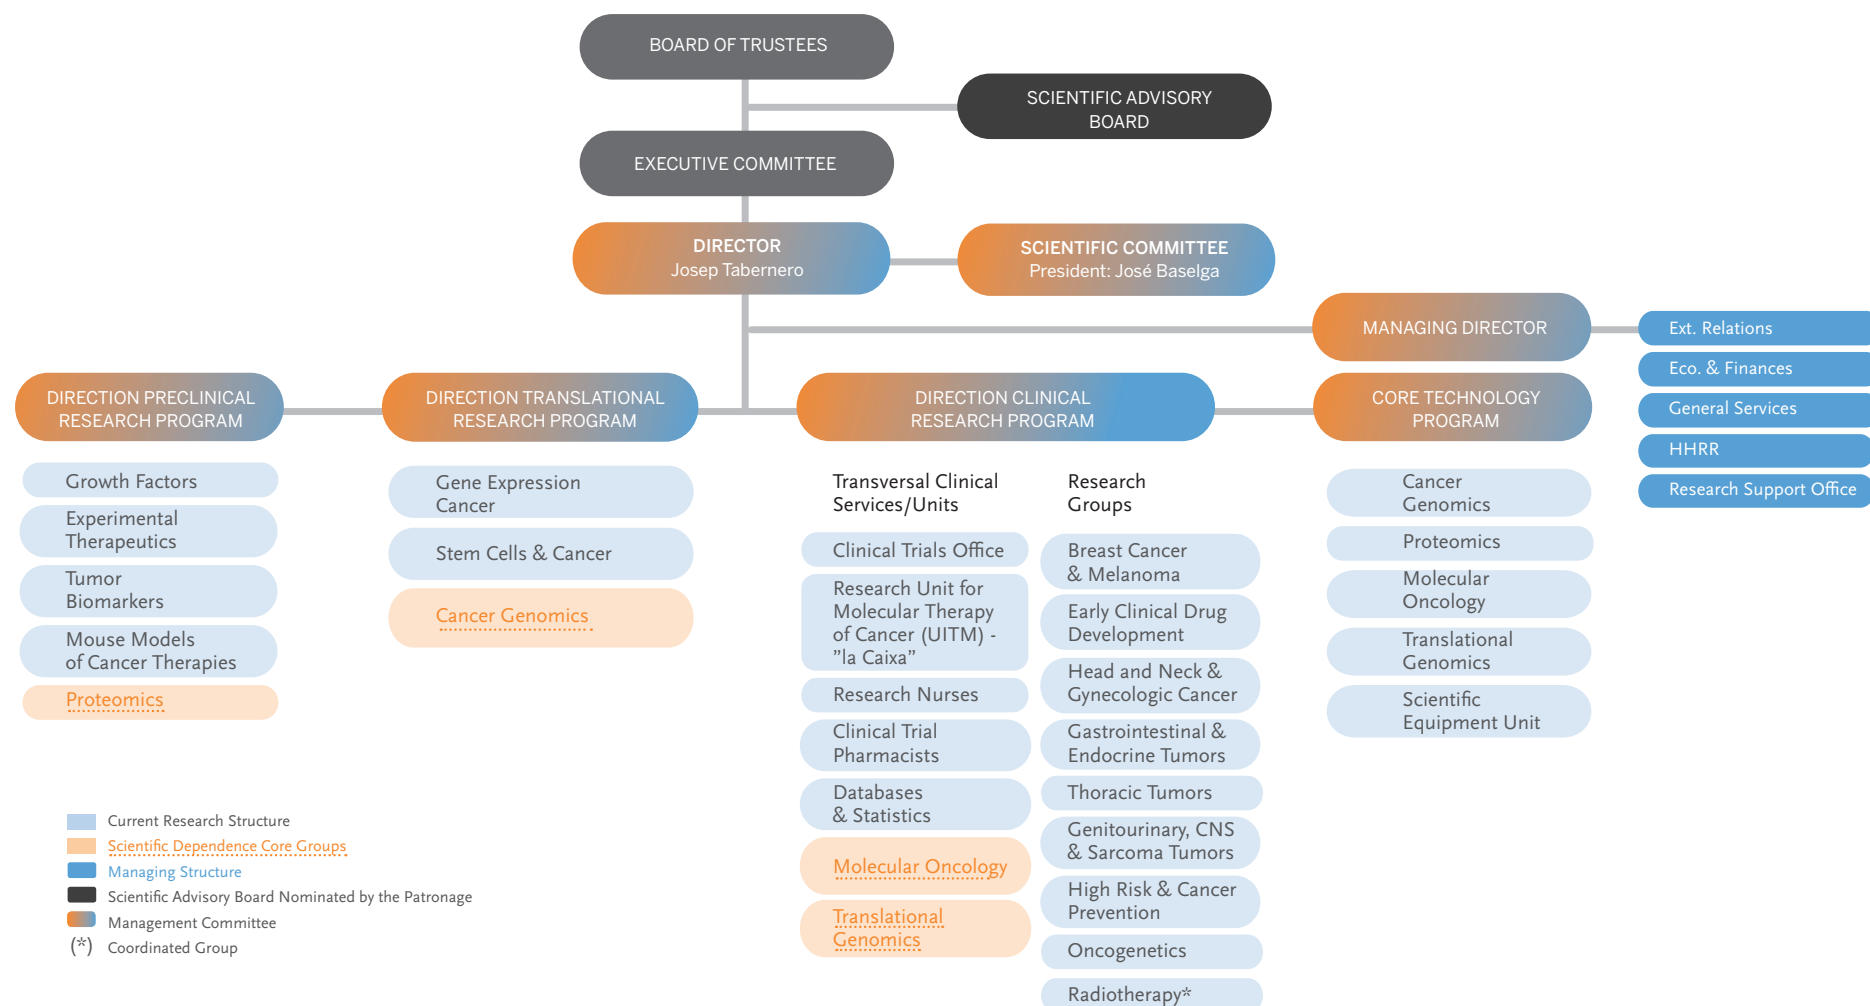 BOARD OF TRUSTEES
SCIENTIFIC ADVISORY
BOARD
EXECUTIVE COMMITTEE
DIRECTOR
Josep Tabernero
SCIENTIFIC COMMITTEE
President: José Baselga
MANAGING DIRECTOR
Ext. Relations
Eco. & Finances
General Services
HHRR
Research Support Office
DIRECTION PRECLINICAL
RESEARCH PROGRAM
DIRECTION TRANSLATIONAL
RESEARCH PROGRAM
DIRECTION CLINICAL
RESEARCH PROGRAM
CORE TECHNOLOGY
PROGRAM
Growth Factors
Experimental
Therapeutics
Tumor
Biomarkers
Mouse Models
of Cancer Therapies
Proteomics
Gene Expression
Cancer
Stem Cells & Cancer
Cancer Genomics
Transversal Clinical
Services/Units
Clinical Trials Office
Research Unit for
Molecular Therapy
of Cancer (UITM) -
”la Caixa”
Research Nurses
Clinical Trial
Pharmacists
Databases
& Statistics
Molecular Oncology
Translational
Genomics
Research
Groups
Breast Cancer
& Melanoma
Early Clinical Drug
Development
Head and Neck &
Gynecologic Cancer
Gastrointestinal &
Endocrine Tumors
Thoracic Tumors
Genitourinary, CNS
& Sarcoma Tumors
High Risk & Cancer
Prevention
Oncogenetics
Radiotherapy*
Cancer
Genomics
Proteomics
Molecular
Oncology
Translational
Genomics
Scientific
Equipment Unit
Current Research Structure
Scientific Dependence Core Groups
Managing Structure
Scientific Advisory Board Nominated by the Patronage
Management Committee
(*) Coordinated Group